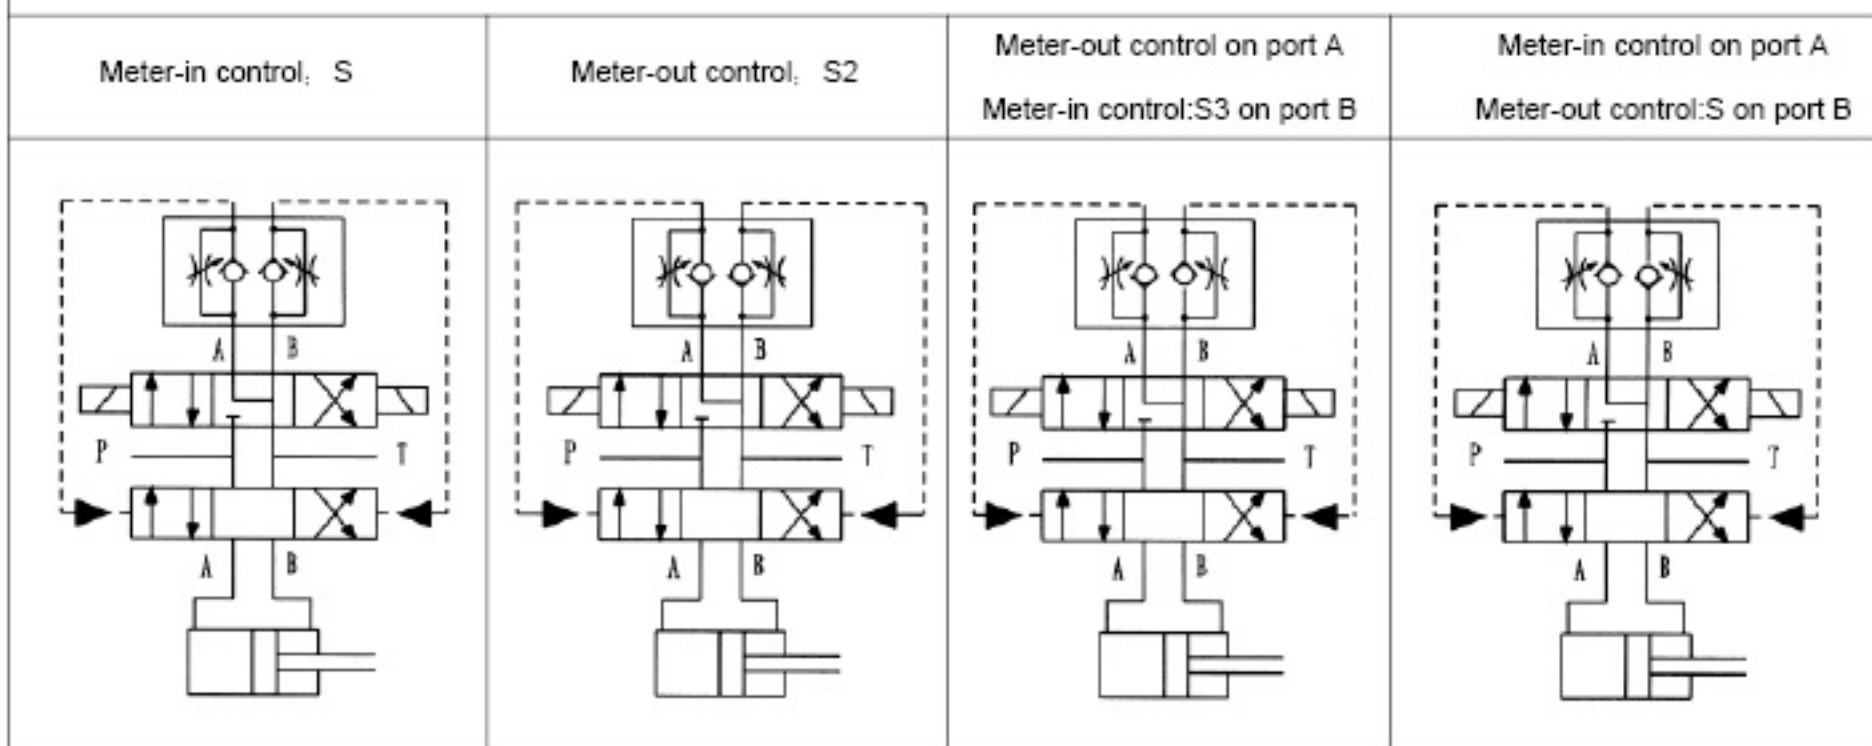 Meter-in control: S
Meter-out control: S2
Meter-out control on port A
Meter-in control:S3 on port B
Meter-in control on port A
Meter-out control:S on port B
A B
A B
A B
A B
P T
P T
P T
P T
A B
A B
A B
A B